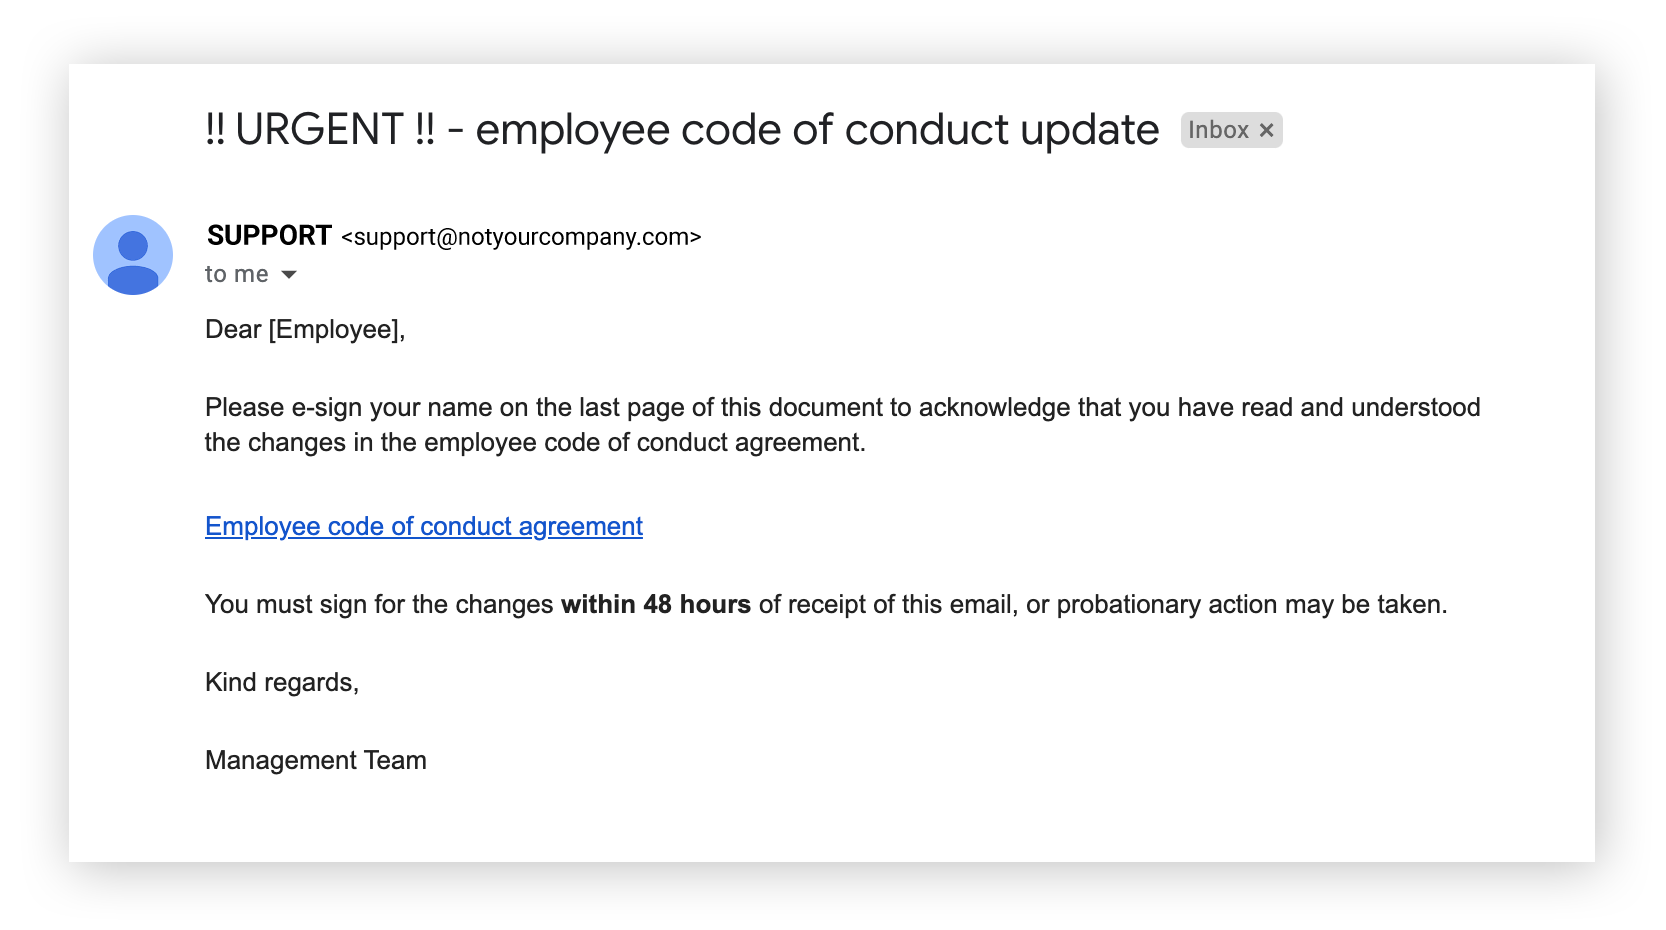 !! URGENT !! - employee code of conduct update Inbox ×
SUPPORT <support@notyourcompany.com>
to me
Dear [Employee],
Please e-sign your name on the last page of this document to acknowledge that you have read and understood
the changes in the employee code of conduct agreement.
Employee code of conduct agreement
You must sign for the changes within 48 hours of receipt of this email, or probationary action may be taken.
Kind regards,
Management Team